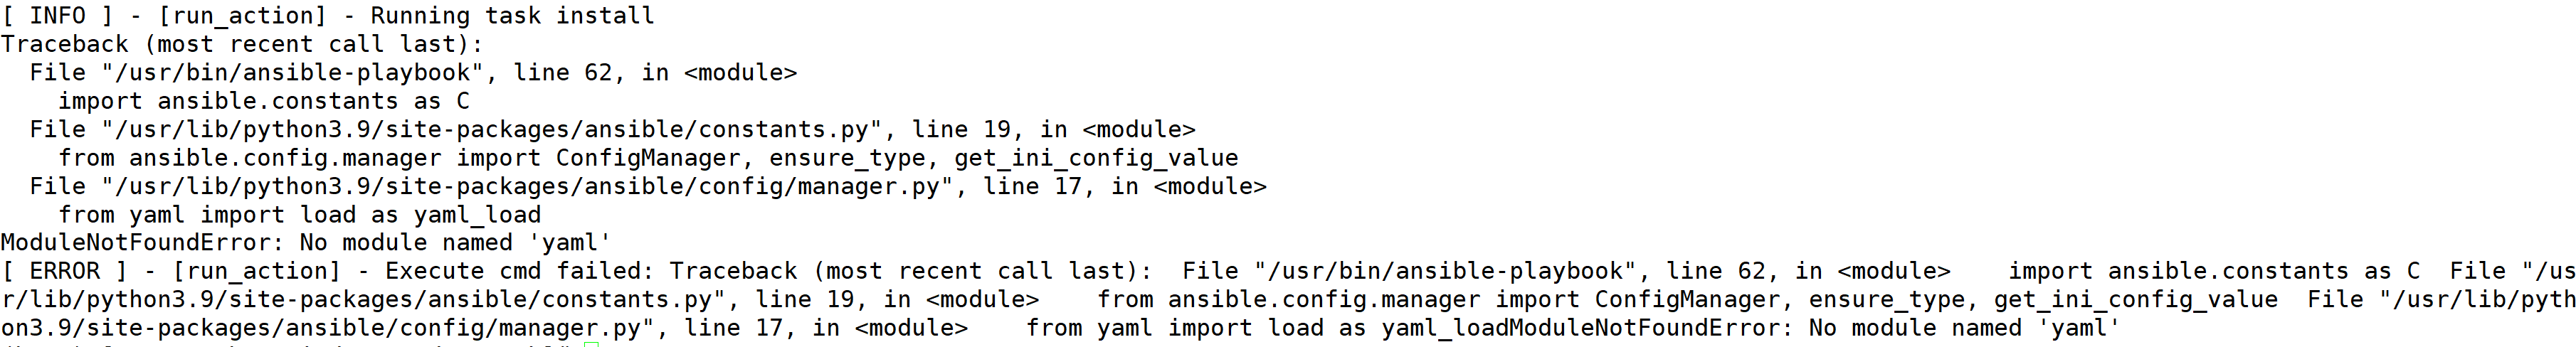 [ INFO ] - [run_action] - Running task install
Traceback (most recent call last):
  File "/usr/bin/ansible-playbook", line 62, in <module>
    import ansible.constants as C
  File "/usr/lib/python3.9/site-packages/ansible/constants.py", line 19, in <module>
    from ansible.config.manager import ConfigManager, ensure_type, get_ini_config_value
  File "/usr/lib/python3.9/site-packages/ansible/config/manager.py", line 17, in <module>
    from yaml import load as yaml_load
ModuleNotFoundError: No module named 'yaml'
[ ERROR ] - [run_action] - Execute cmd failed: Traceback (most recent call last):  File "/usr/bin/ansible-playbook", line 62, in <module>    import ansible.constants as C  File "/us
r/lib/python3.9/site-packages/ansible/constants.py", line 19, in <module>    from ansible.config.manager import ConfigManager, ensure_type, get_ini_config_value  File "/usr/lib/pyth
on3.9/site-packages/ansible/config/manager.py", line 17, in <module>    from yaml import load as yaml_loadModuleNotFoundError: No module named 'yaml'